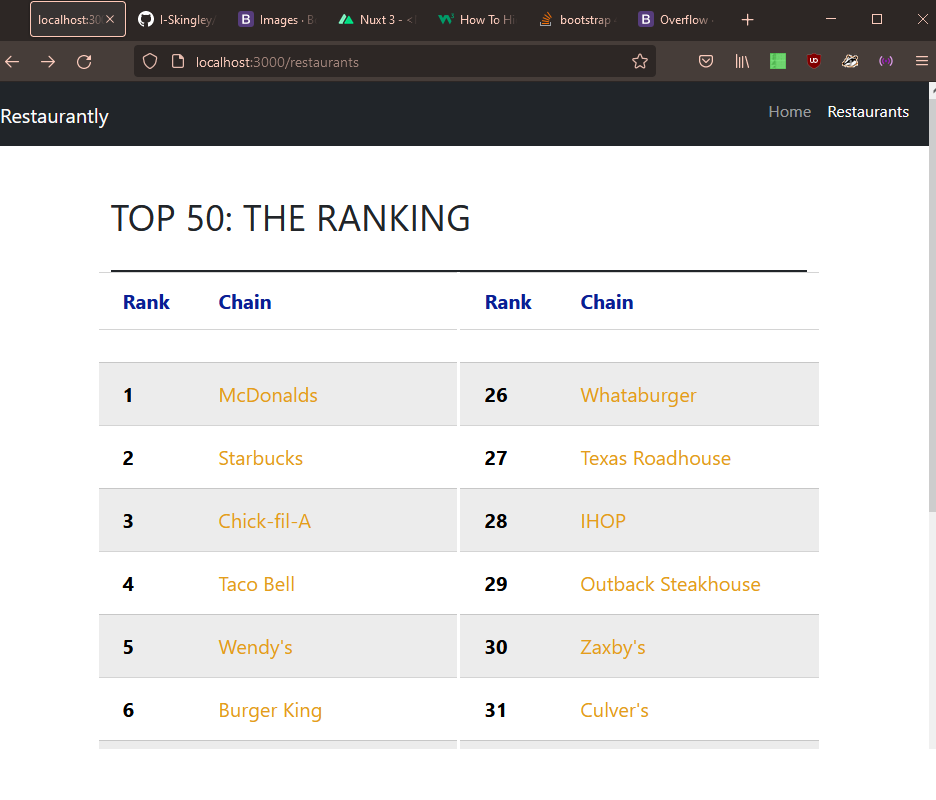 localhost:30
I-Skingley/
Images · B
Nuxt 3 - <
How To Hi
bootstrap
Overflow ·
localhost:3000/restaurants
Restaurantly
Home
Restaurants
TOP 50: THE RANKING
Rank Chain Rank Chain
1 McDonalds 26 Whataburger
2 Starbucks 27 Texas Roadhouse
3 Chick-fil-A 28 IHOP
4 Taco Bell 29 Outback Steakhouse
5 Wendy's 30 Zaxby's
6 Burger King 31 Culver's